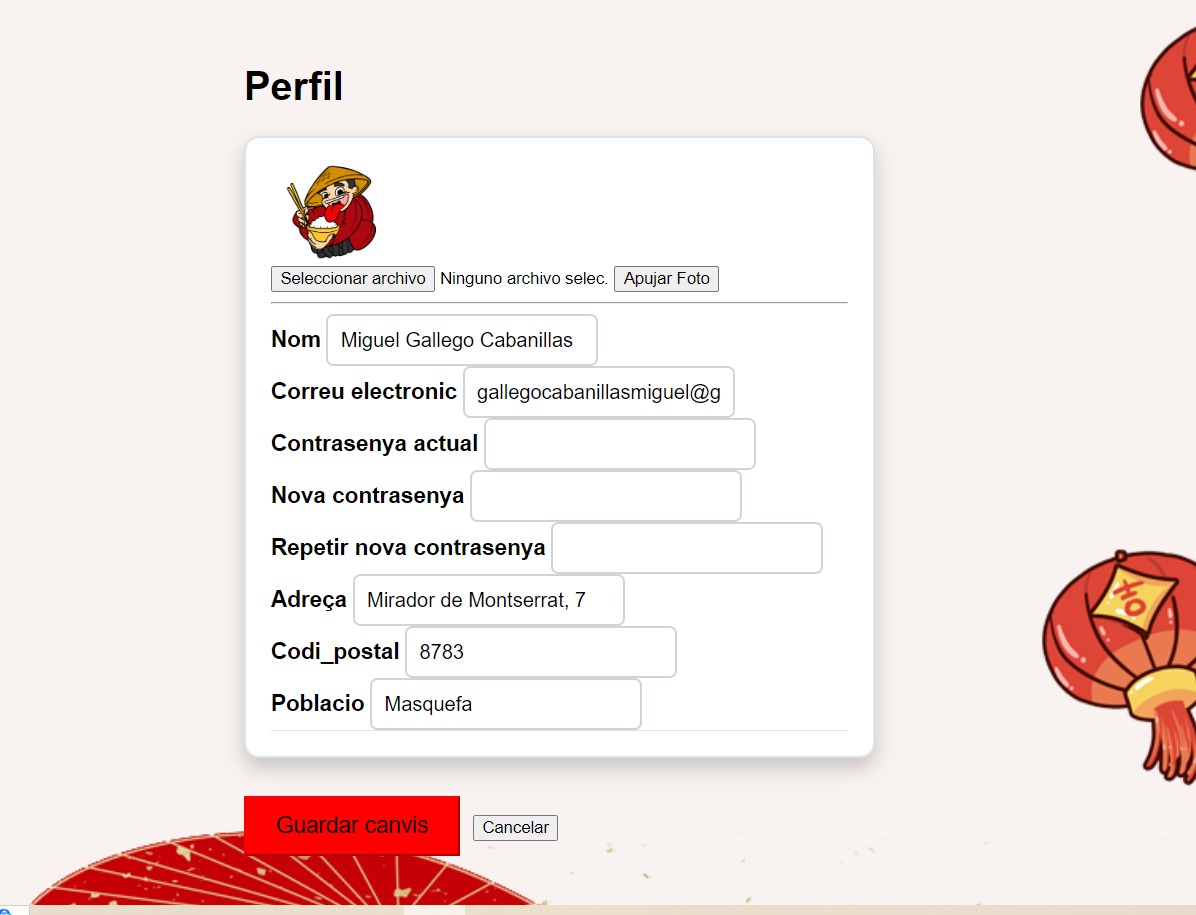 Perfil
Seleccionar archivo Ninguno archivo selec. Apujar Foto
Nom Miguel Gallego Cabanillas
Correu electronic gallegocabanillasmiguel@g
Contrasenya actual
Nova contrasenya
Repetir nova contrasenya
Adreça Mirador de Montserrat, 7
Codi_postal 8783
Poblacio Masquefa
Guardar canvis Cancelar